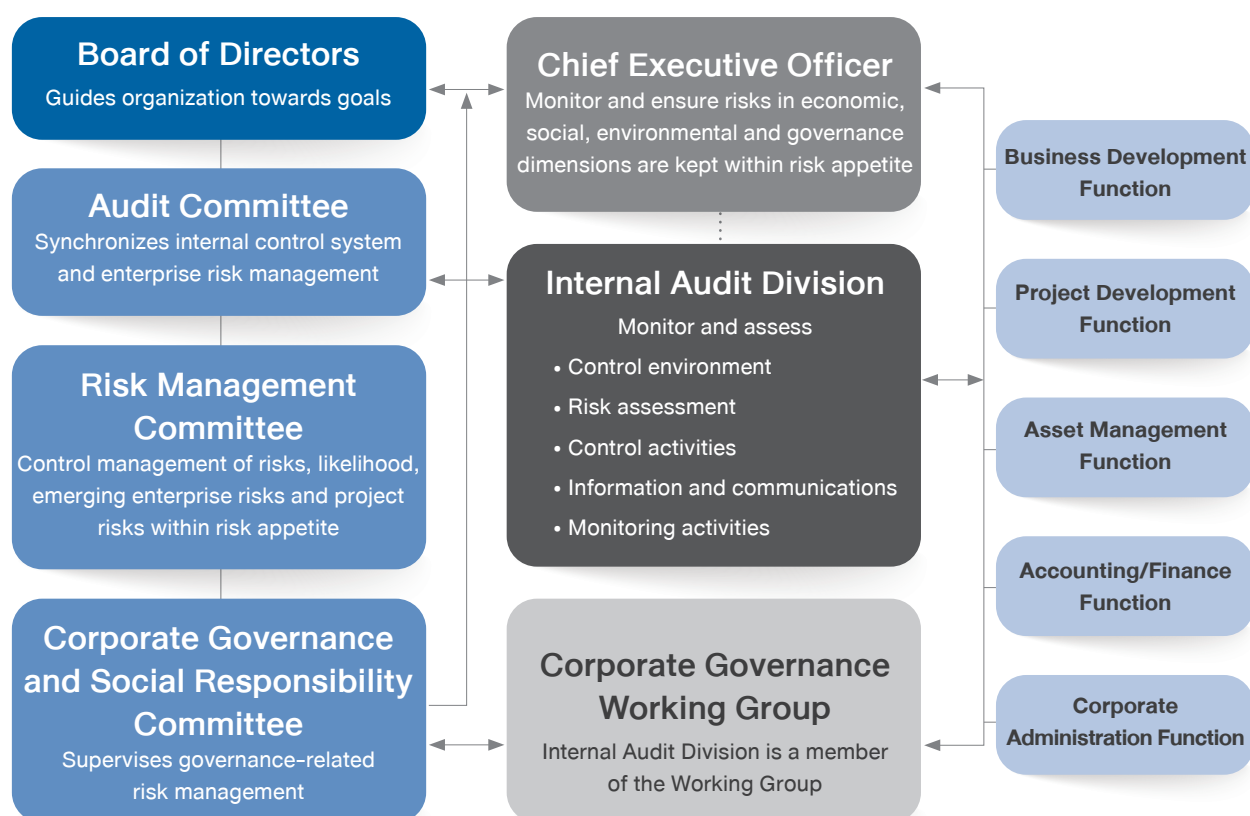 Board of Directors
Guides organization towards goals
Audit Committee
Synchronizes internal control system
and enterprise risk management
Risk Management
Committee
Control management of risks, likelihood,
emerging enterprise risks and project
risks within risk appetite
Corporate Governance
and Social Responsibility
Committee
Supervises governance-related
risk management
Chief Executive Officer
Monitor and ensure risks in economic,
social, environmental and governance
dimensions are kept within risk appetite
Internal Audit Division
Monitor and assess
• Control environment
• Risk assessment
• Control activities
• Information and communications
• Monitoring activities
Corporate Governance
Working Group
Internal Audit Division is a member
of the Working Group
Business Development
Function
Project Development
Function
Asset Management
Function
Accounting/Finance
Function
Corporate
Administration Function